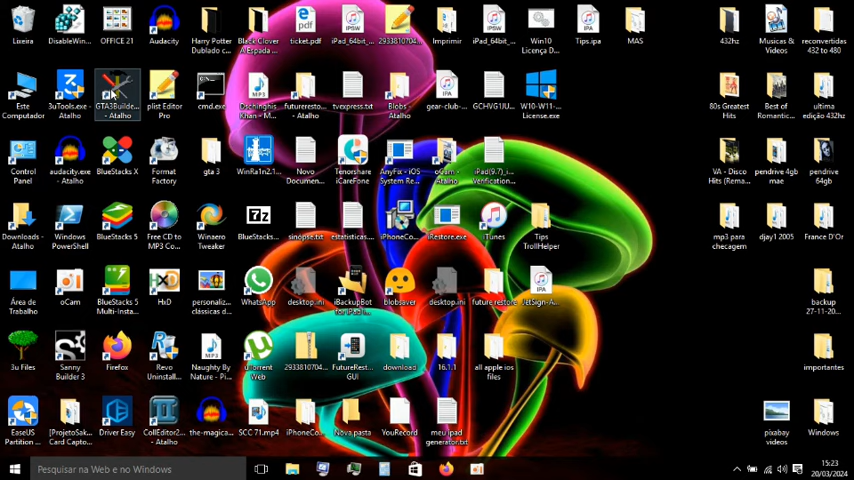 Lixeira
DisableWin...
OFFICE 21
Audacity
Harry Potter
Dublado c...
Black Clover
A Espada ...
ticket.pdf
iPad_64bit_...
2933810704...
Imprimir
iPad_64bit_...
Win10
Licença D...
Tips.ipa
MAS
432hz
Musicas &
Videos
reconvertidas
432 to 480
Este
Computador
3uTools.exe -
Atalho
GTA3Builde...
- Atalho
plist Editor
Pro
cmd.exe
Dschinghis
Khan - M...
futurerestor...
- Atalho
tvexpress.txt
Blobs -
Atalho
gear-club-...
GCHVG1JU...
W10-W11-...
License.exe
80s Greatest
Hits
Best of
Romantic...
ultima
edição 432hz
Control
Panel
audacity.exe -
Atalho
BlueStacks X
Format
Factory
gta 3
WinRa1n2.1...
Novo
Documen...
Tenorshare
iCareFone
AnyFix - iOS
System Re...
oCam -
Atalho
iPad(9.7)_i...
Verification...
VA - Disco
Hits (Rema...
pendrive 4gb
mae
pendrive
64gb
Downloads -
Atalho
Windows
PowerShell
BlueStacks 5
Free CD to
MP3 Co...
Winaero
Tweaker
7z
BlueStacks...
sinopse.txt
estatisticas....
iPhoneCo...
iRestore.exe
iTunes
Tips
TrollHelper
mp3 para
checagem
djay1 2005
France D'Or
Área de
Trabalho
oCam
BlueStacks 5
Multi-Insta...
HxD
personaliz...
clássicas d...
WhatsApp
desktop.ini
iBackupBot
for iPad i...
blobsaver
desktop.ini
future restore
JetSign-A...
backup
27-11-20...
3u Files
Sanny
Builder 3
Firefox
Revo
Uninstall...
Naughty By
Nature - Pi...
uTorrent
Web
2933810704...
FutureRest...
GUI
download
16.1.1
all apple ios
files
importantes
EaseUS
Partition ...
[ProjetoSak...
Card Capto...
Driver Easy
CollEditor2...
- Atalho
the-magica...
SCC 71.mp4
iPhoneCo...
Nova pasta
YouRecord
meu ipad
generator.txt
pixabay
videos
Windows
Pesquisar na Web e no Windows
15:23
20/03/2024